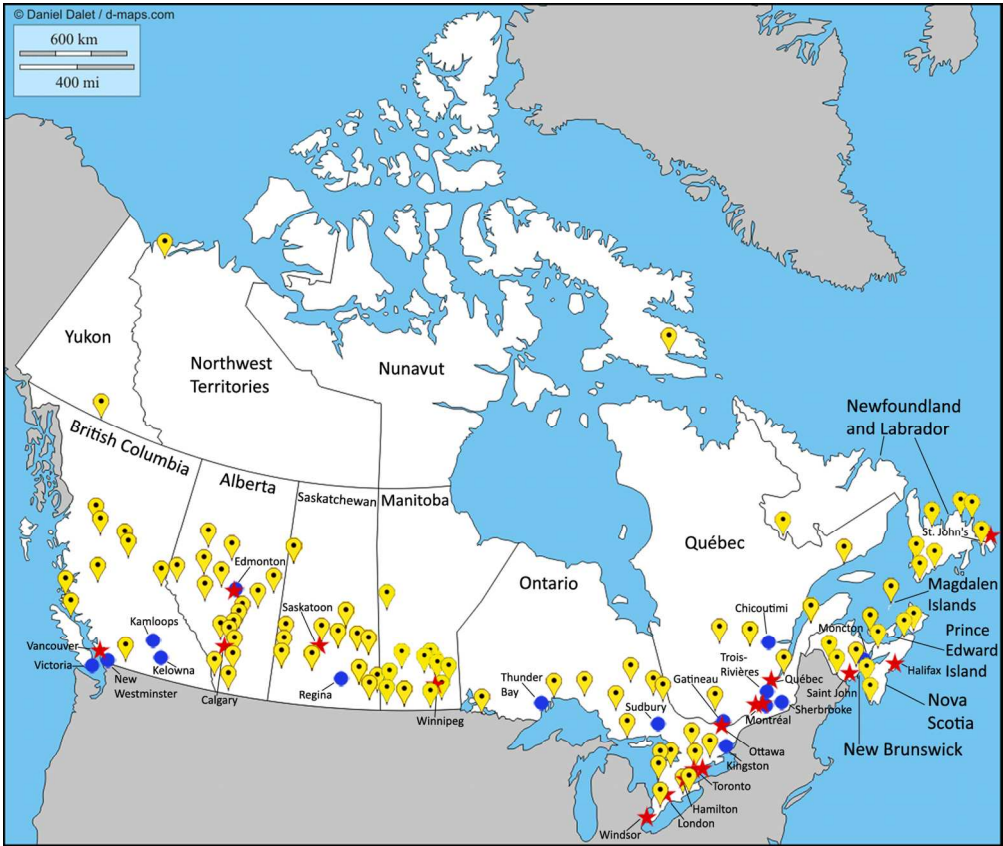 © Daniel Dalet / d-maps.com
600 km
400 mi
Yukon
Northwest
Territories
Nunavut
British Columbia
Alberta
Saskatchewan
Manitoba
Ontario
Québec
Newfoundland
and Labrador
St. John's
Magdalen
Islands
Prince
Edward
Island
Nova
Scotia
New Brunswick
Edmonton
Saskatoon
Kamloops
Vancouver
Victoria
New
Westminster
Kelowna
Calgary
Regina
Winnipeg
Thunder
Bay
Sudbury
Gatineau
Chicoutimi
Trois-
Rivières
Québec
Montréal
Sherbrooke
Saint John
Moncton
Halifax
Ottawa
Kingston
Toronto
Hamilton
London
Windsor